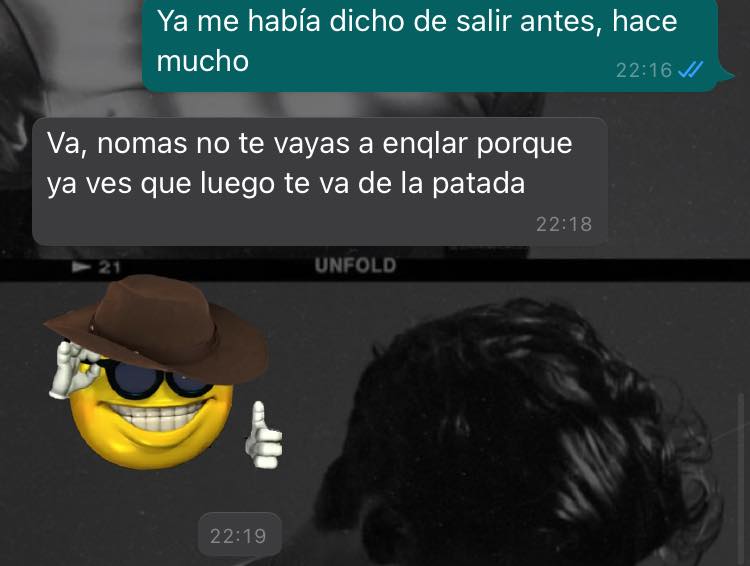 Ya me había dicho de salir antes, hace
mucho
22:16
Va, nomas no te vayas a enqlar porque
ya ves que luego te va de la patada
22:18
21 UNFOLD
22:19